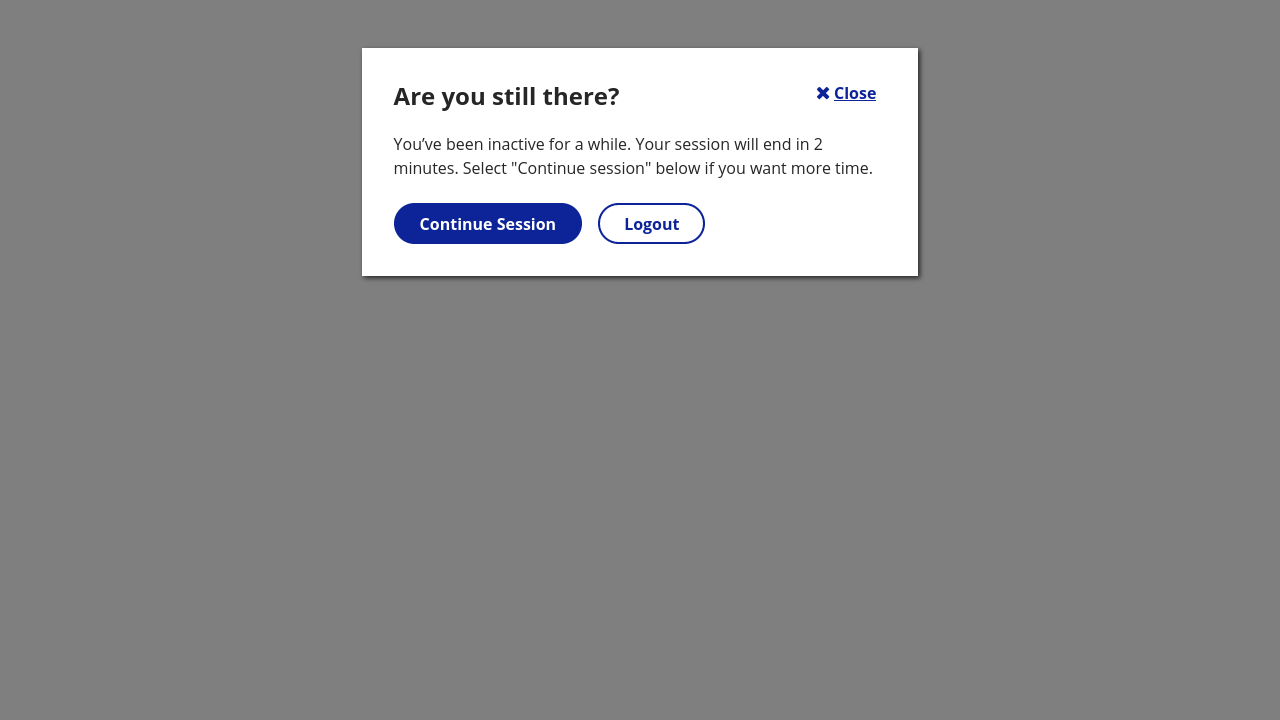 Are you still there?
Close
You’ve been inactive for a while. Your session will end in 2
minutes. Select "Continue session" below if you want more time.
Continue Session
Logout